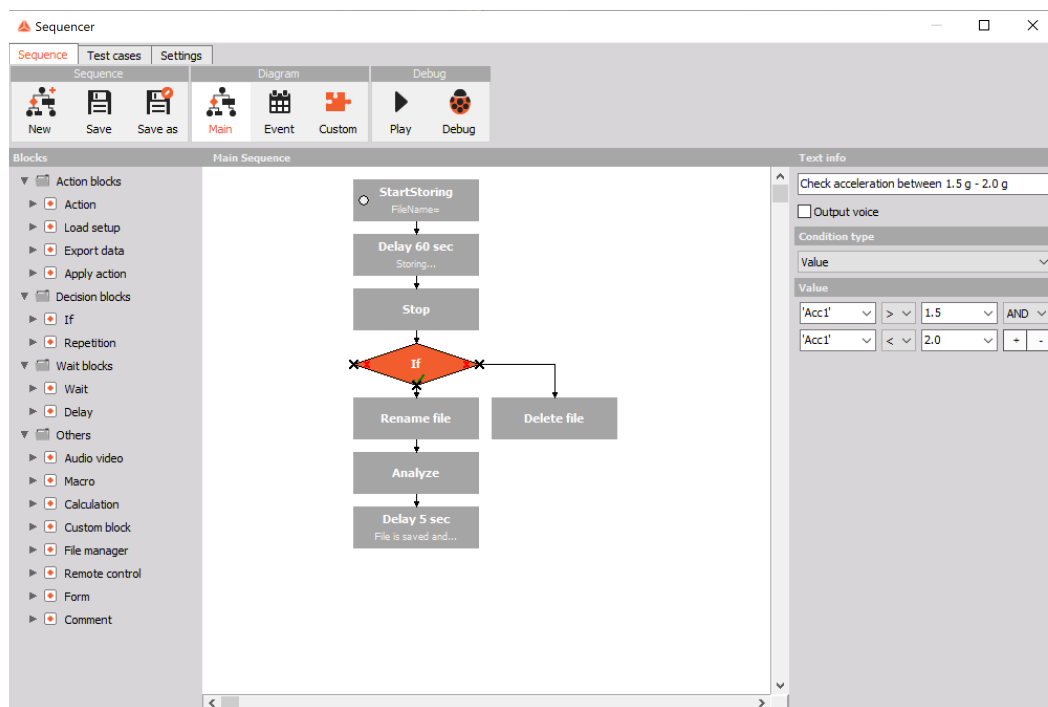 Sequencer
Sequence Test cases Settings
Sequence Diagram Debug
New Save Save as Main Event Custom Play Debug
Blocks
Action blocks
Action
Load setup
Export data
Apply action
Decision blocks
If
Repetition
Wait blocks
Wait
Delay
Others
Audio video
Macro
Calculation
Custom block
File manager
Remote control
Form
Comment
Main Sequence
StartStoring
FileName=
Delay 60 sec
Storing...
Stop
If
Rename file Delete file
Analyze
Delay 5 sec
File is saved and...
Text info
Check acceleration between 1.5 g - 2.0 g
Output voice
Condition type
Value
Value
'Acc1' > 1.5 AND
'Acc1' < 2.0 + -